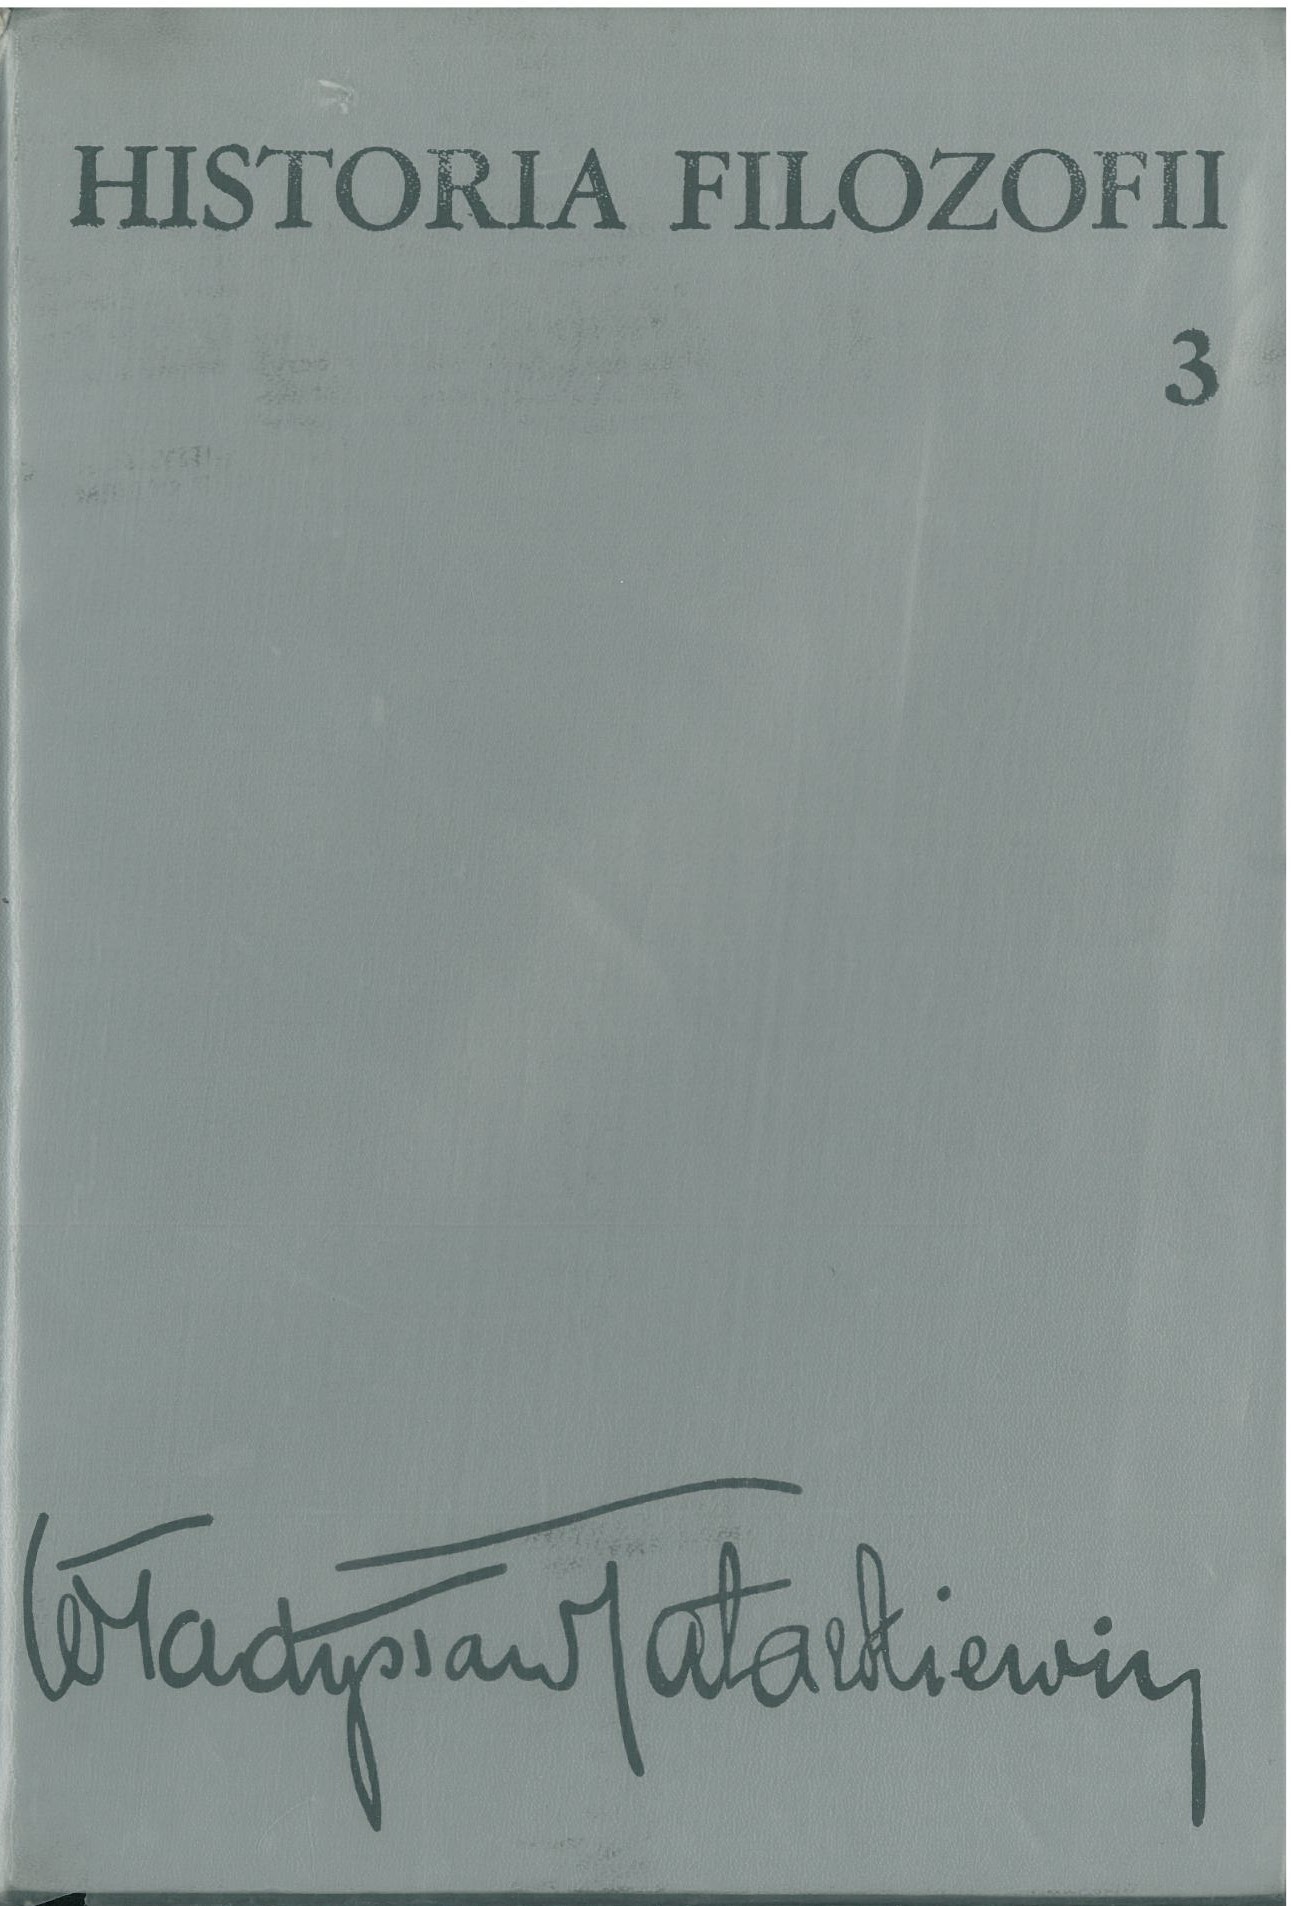 HISTORIA FILOZOFII
3
Władysław Tatarkiewicz